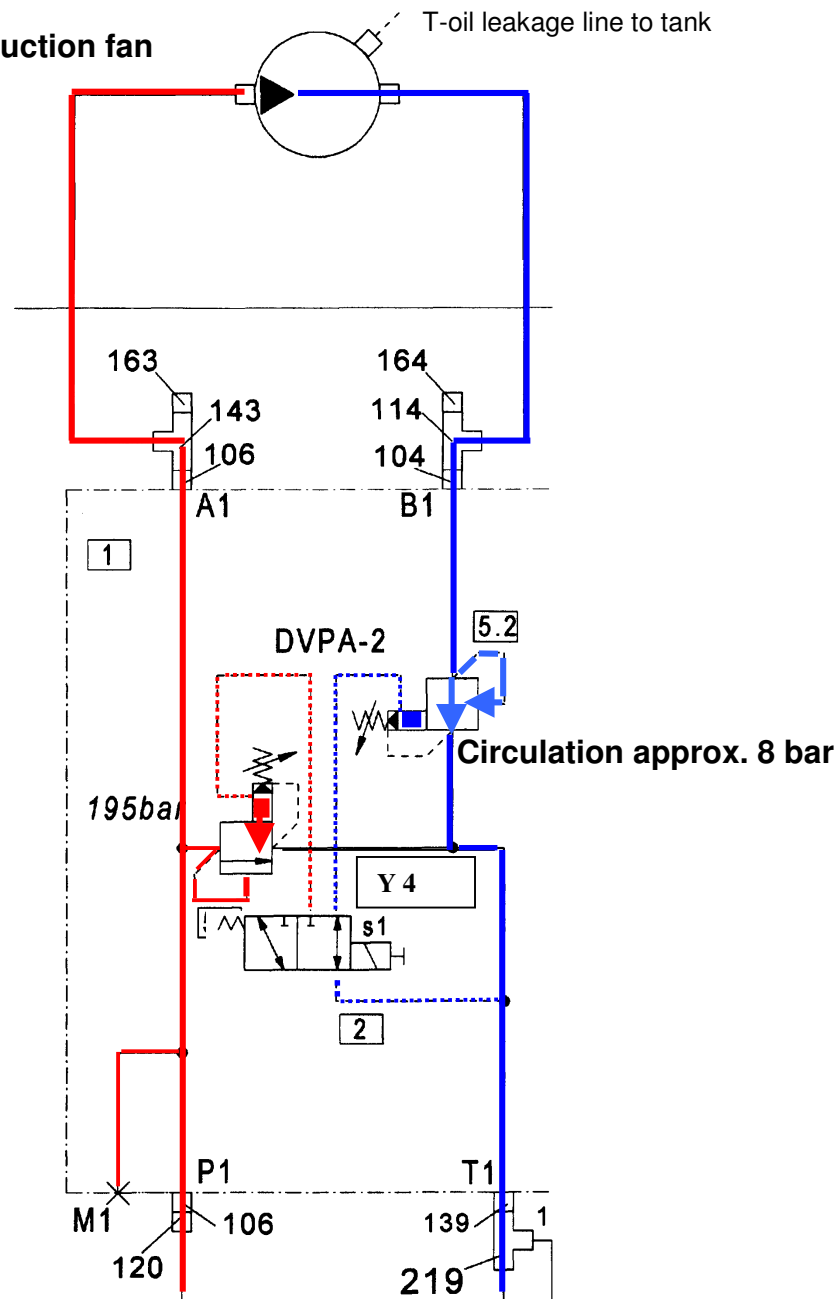 T-oil leakage line to tank
uction fan
163
164
143
114
106
104
A1
B1
1
5.2
DVPA-2
Circulation approx. 8 bar
195bar
Y 4
s1
2
P1
T1
M1
106
139
1
120
219